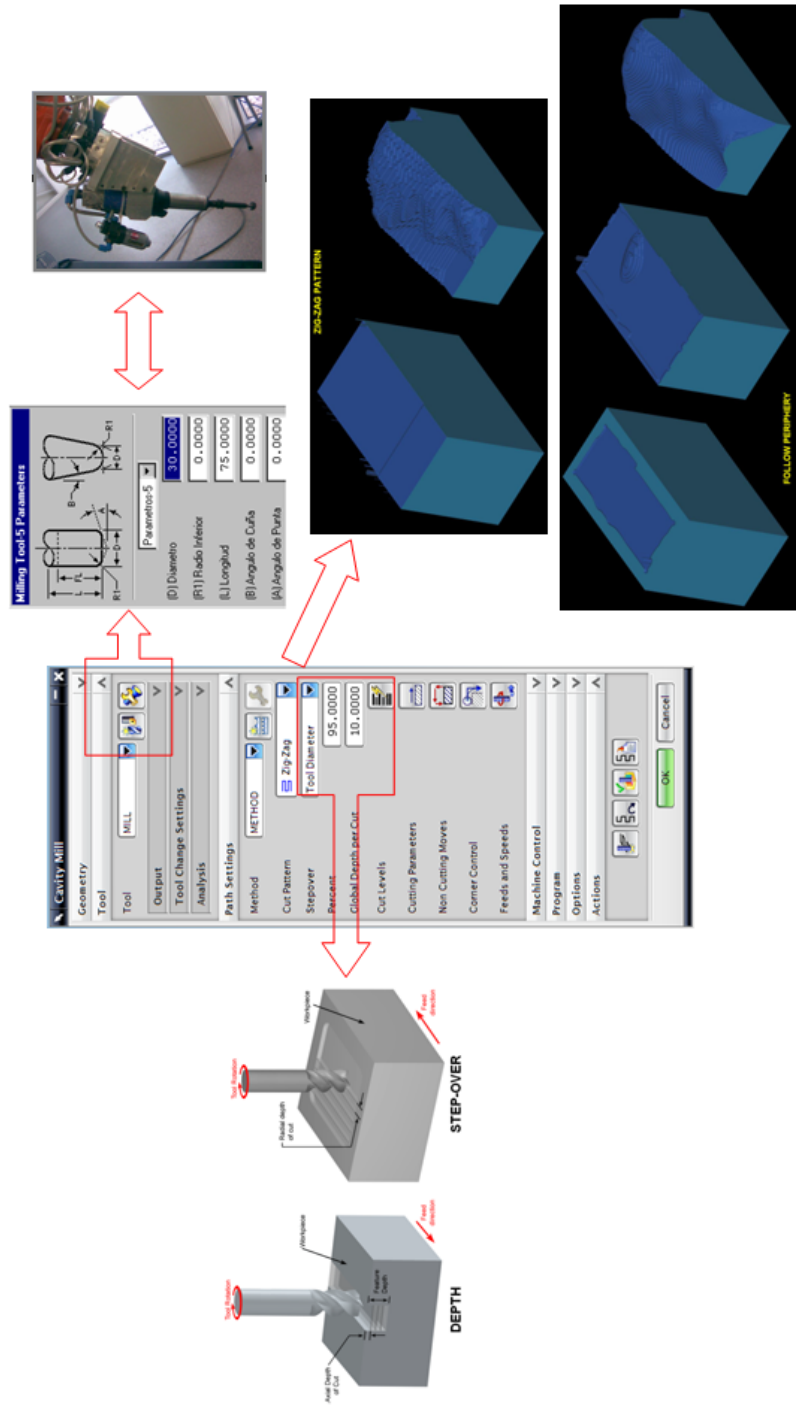 Tool Rotation
Axial Depth
of Cut
Workpiece
Feature
Depth
Feed
direction
DEPTH
Tool Rotation
Radial depth
of cut
Workpiece
Feed
direction
STEP-OVER
Cavity Mill
Geometry
Tool
Tool
MILL
Output
Tool Change Settings
Analysis
Path Settings
Method
METHOD
Cut Pattern
Zig-Zag
Stepover
Tool Diameter
Percent
95.0000
Global Depth per Cut
10.0000
Cut Levels
Cutting Parameters
Non Cutting Moves
Corner Control
Feeds and Speeds
Machine Control
Program
Options
Actions
OK
Cancel
Milling Tool-5 Parameters
L
FL
R1
D
A
B
D
R1
Parametros-5
(D) Diametro
30.0000
(R1) Radio Inferior
0.0000
(L) Longitud
75.0000
(B) Angulo de Cuña
0.0000
(A) Angulo de Punta
0.0000
ZIG-ZAG PATTERN
FOLLOW PERIPHERY